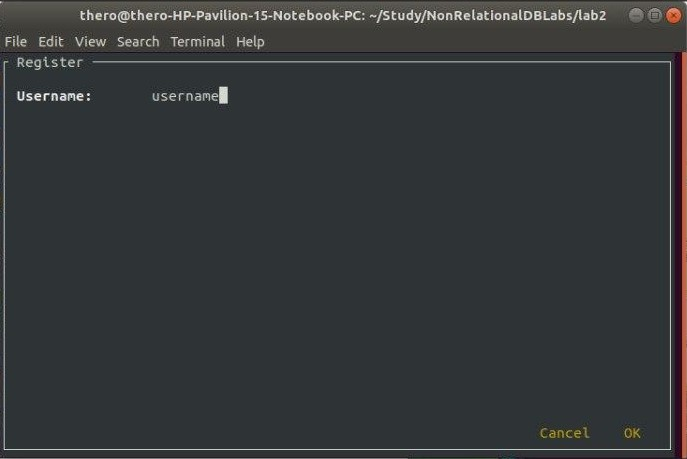 thero@thero-HP-Pavilion-15-Notebook-PC: ~/Study/NonRelationalDBLabs/lab2
File Edit View Search Terminal Help
Register
Username: username
Cancel OK